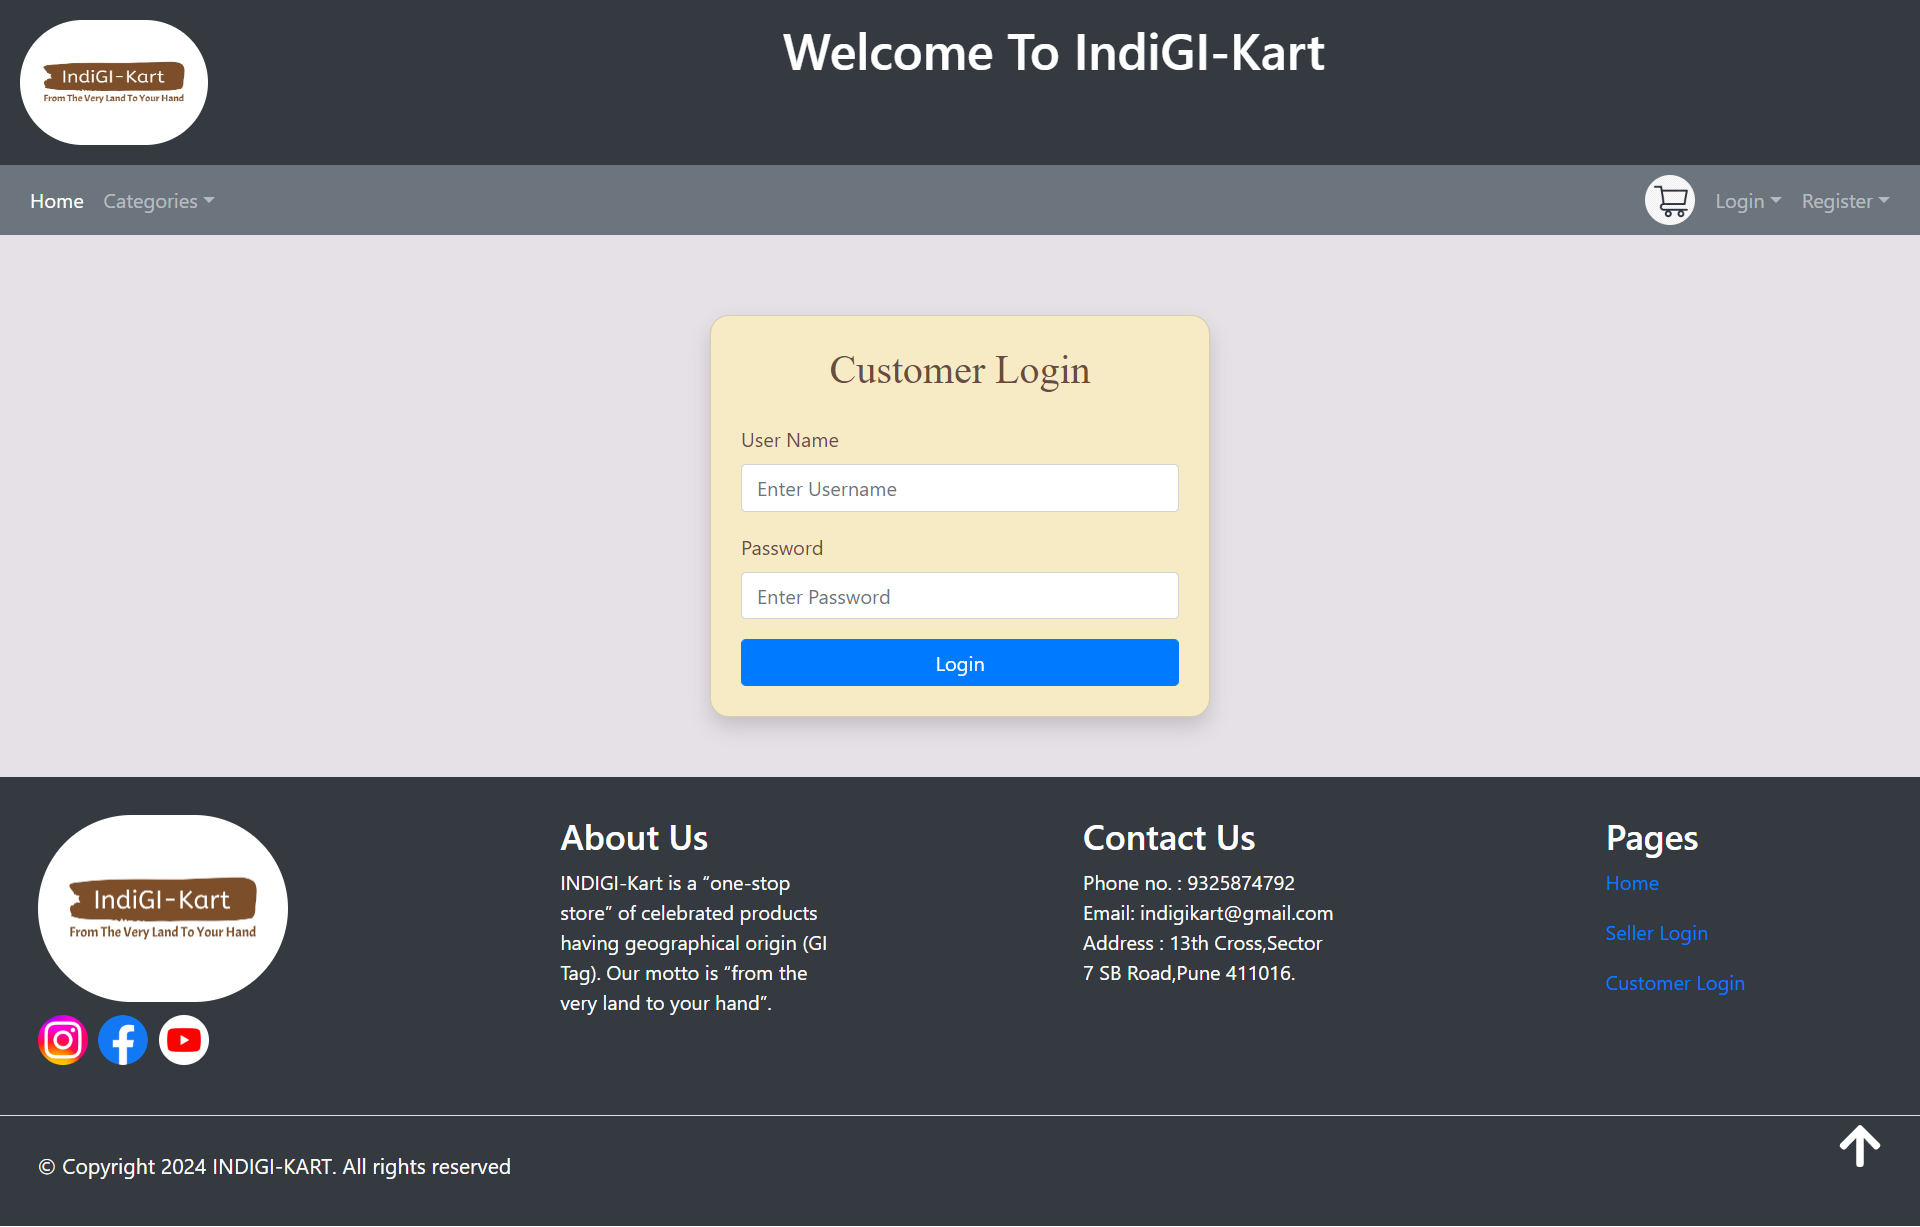 IndiGI-Kart
From The Very Land To Your Hand
Welcome To IndiGI-Kart
Home
Categories
Login
Register
Customer Login
User Name
Enter Username
Password
Enter Password
Login
IndiGI-Kart
From The Very Land To Your Hand
About Us
INDIGI-Kart is a “one-stop
store” of celebrated products
having geographical origin (GI
Tag). Our motto is “from the
very land to your hand”.
Contact Us
Phone no. : 9325874792
Email: indigikart@gmail.com
Address : 13th Cross,Sector
7 SB Road,Pune 411016.
Pages
Home
Seller Login
Customer Login
© Copyright 2024 INDIGI-KART. All rights reserved